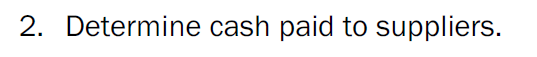 2. Determine cash paid to suppliers.